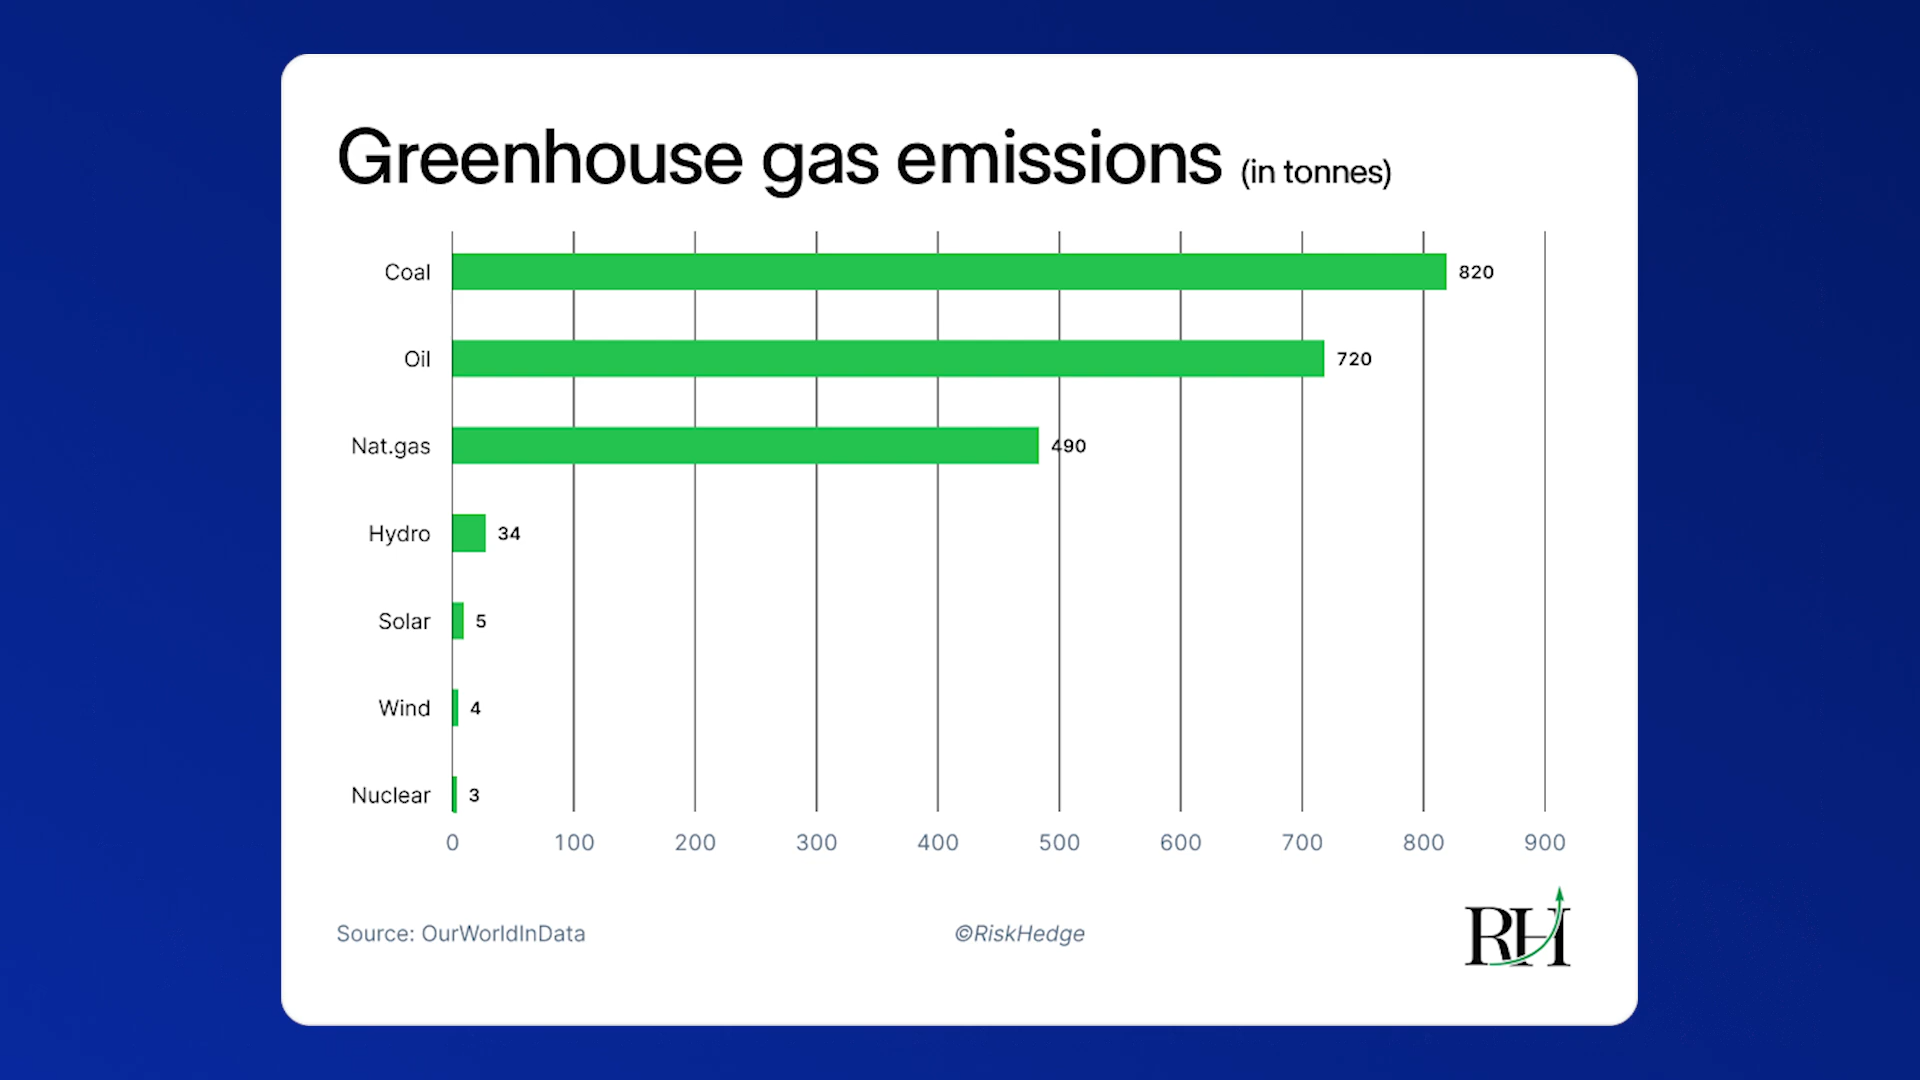 Greenhouse gas emissions (in tonnes)
Coal 820
Oil 720
Nat.gas 490
Hydro 34
Solar 5
Wind 4
Nuclear 3
0 100 200 300 400 500 600 700 800 900
Source: OurWorldInData ©RiskHedge RH